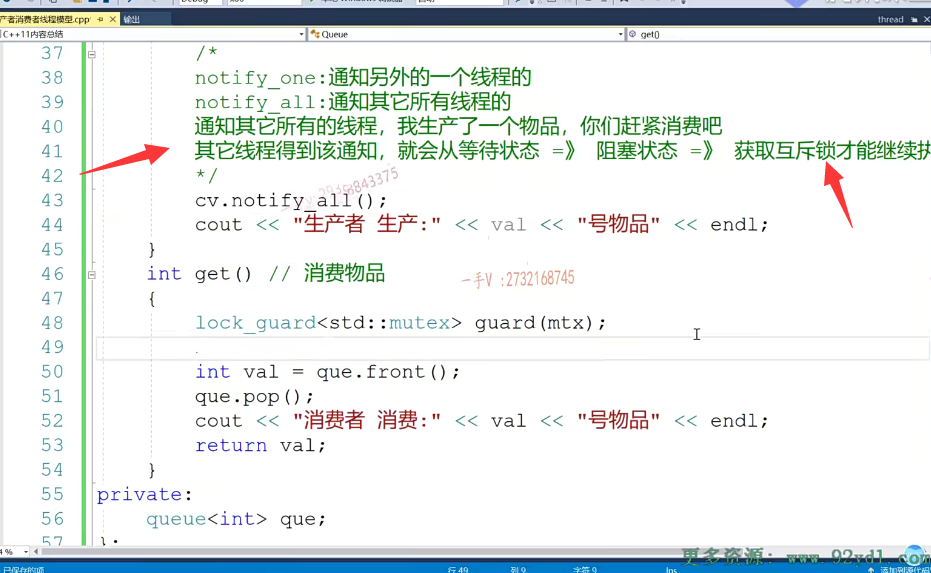 产者消费者线程模型.cpp 输出 thread
C++11内容总结 Queue get()
37 /*
38 notify_one:通知另外的一个线程的
39 notify_all:通知其它所有线程的
40 通知其它所有的线程，我生产了一个物品，你们赶紧消费吧
41 其它线程得到该通知，就会从等待状态 =》 阻塞状态 =》 获取互斥锁才能继续执
42 */
43 cv.notify_all();
44 cout << "生产者 生产:" << val << "号物品" << endl;
45 }
46 int get() // 消费物品
一手V :2732168745
47 {
48 lock_guard<std::mutex> guard(mtx);
49
50 int val = que.front();
51 que.pop();
52 cout << "消费者 消费:" << val << "号物品" << endl;
53 return val;
54 }
55 private:
56 queue<int> que;
57 };
更多资源: www.92ydl.com
已保存的项 行 49 列 9 字符 9 Ins 添加到源代码